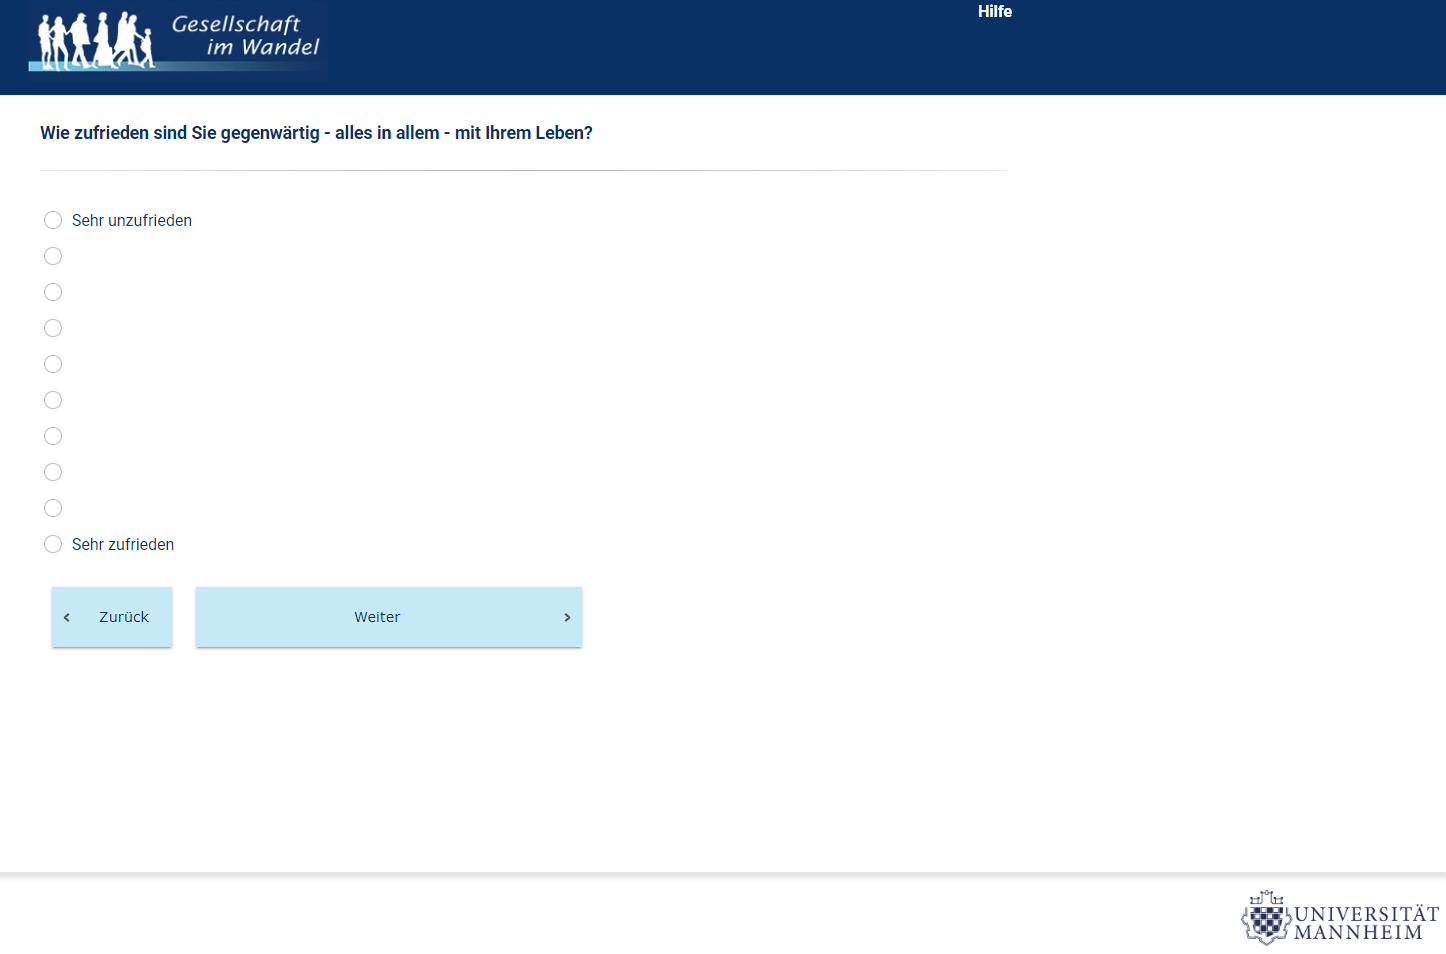 Gesellschaft
im Wandel
Hilfe
Wie zufrieden sind Sie gegenwärtig - alles in allem - mit Ihrem Leben?
Sehr unzufrieden
Sehr zufrieden
Zurück
Weiter
UNIVERSITÄT
MANNHEIM